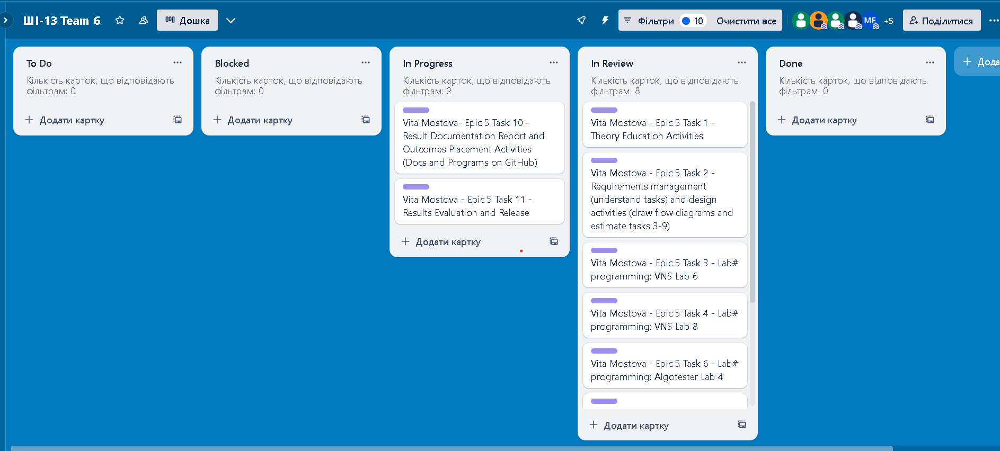 ШІ-13 Team 6
Дошка
Фільтри
10
Очистити все
MF
+5
Поділитися
To Do
Кількість карток, що відповідають
фільтрам: 0
Додати картку
Blocked
Кількість карток, що відповідають
фільтрам: 0
Додати картку
In Progress
Кількість карток, що відповідають
фільтрам: 2
Vita Mostova- Epic 5 Task 10 -
Result Documentation Report and
Outcomes Placement Activities
(Docs and Programs on GitHub)
Vita Mostova - Epic 5 Task 11 -
Results Evaluation and Release
Додати картку
In Review
Кількість карток, що відповідають
фільтрам: 8
Vita Mostova - Epic 5 Task 1 -
Theory Education Activities
Vita Mostova - Epic 5 Task 2 -
Requirements management
(understand tasks) and design
activities (draw flow diagrams and
estimate tasks 3-9)
Vita Mostova - Epic 5 Task 3 - Lab#
programming: VNS Lab 6
Vita Mostova - Epic 5 Task 4 - Lab#
programming: VNS Lab 8
Vita Mostova - Epic 5 Task 6 - Lab#
programming: Algotester Lab 4
Додати картку
Done
Кількість карток, що відповідають
фільтрам: 0
Додати картку
Дода